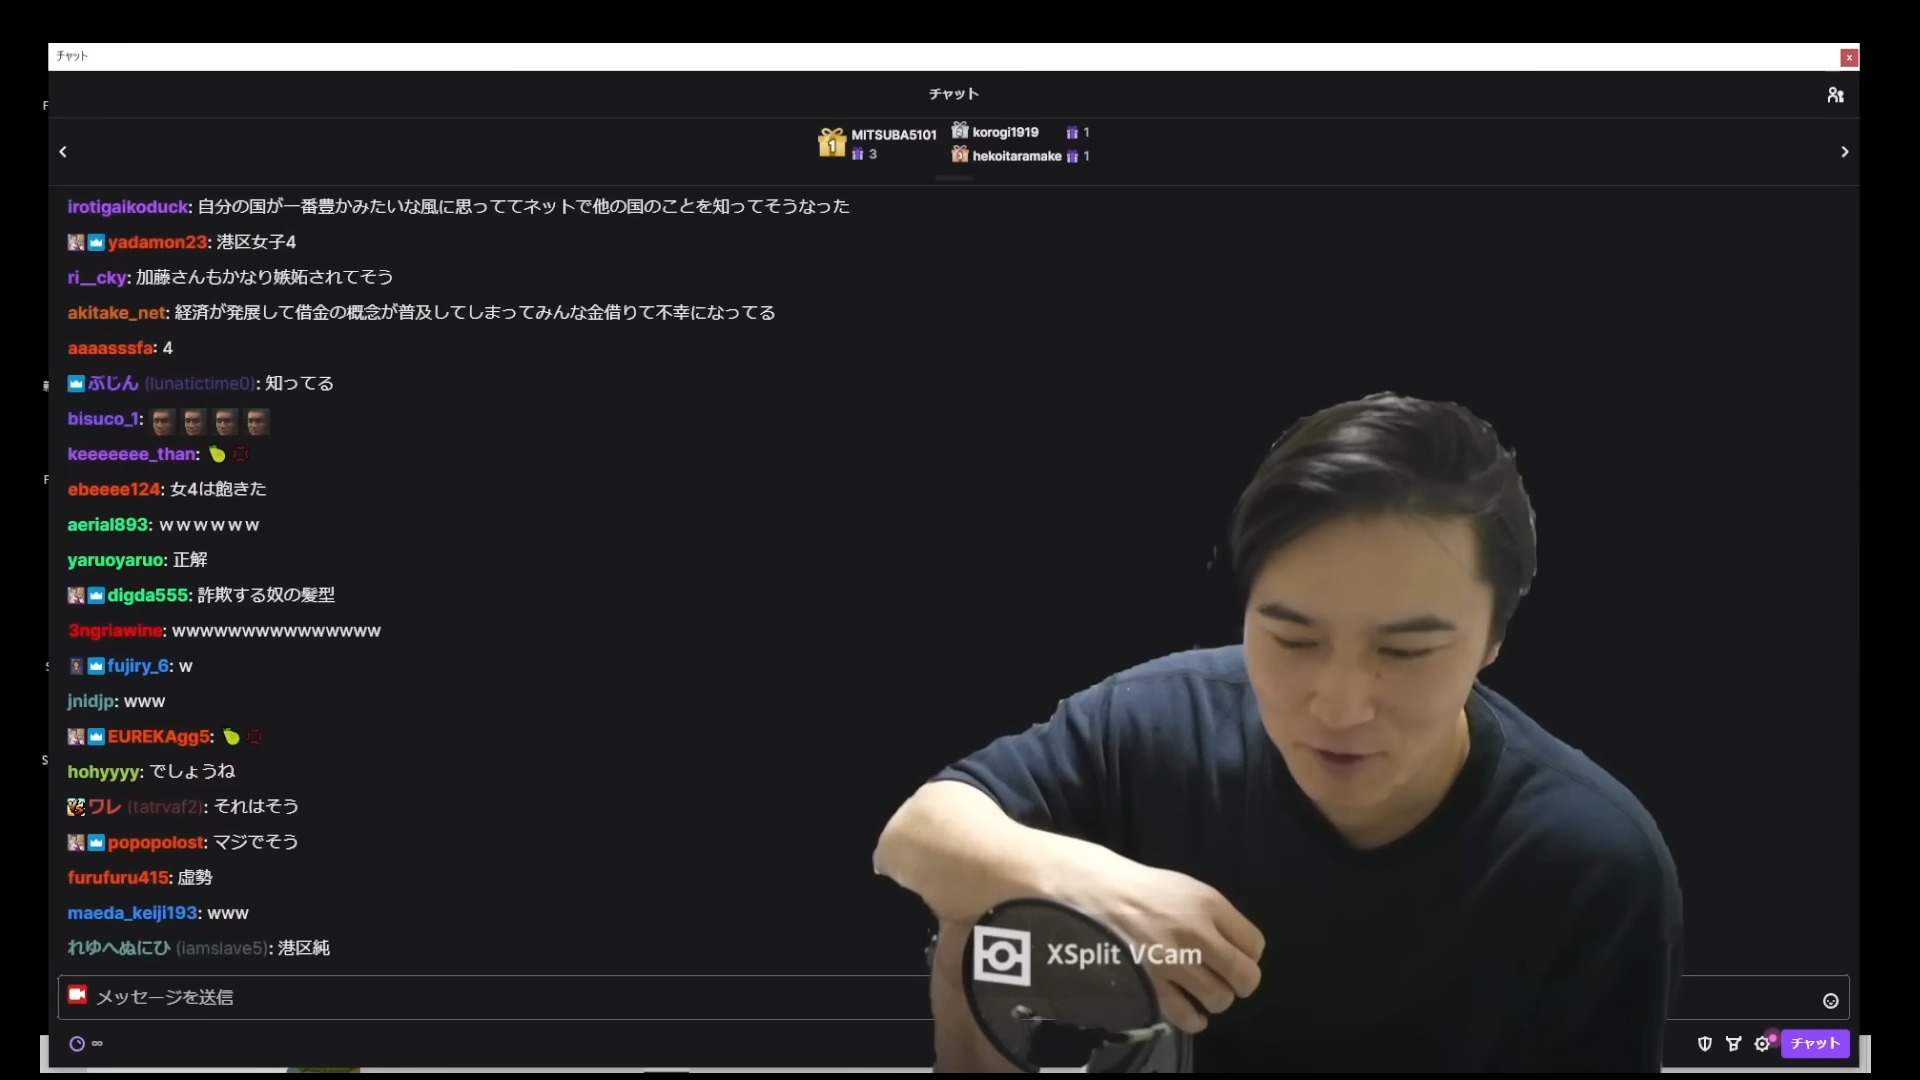 チャット
チャット
MITSUBA5101
3
korogi1919 1
hekoitaramake 1
irotigaikoduck: 自分の国が一番豊かみたいな風に思っててネットで他の国のことを知ってそうなった
yadamon23: 港区女子4
ri__cky: 加藤さんもかなり嫉妬されてそう
akitake_net: 経済が発展して借金の概念が普及してしまってみんな金借りて不幸になってる
aaaasssfa: 4
ぶじん (lunatictime0): 知ってる
bisuco_1:
keeeeeee_than:
ebeeee124: 女4は飽きた
aerial893: ｗｗｗｗｗｗ
yaruoyaruo: 正解
digda555: 詐欺する奴の髪型
3ngriawine: wwwwwwwwwwwwwww
fujiry_6: w
jnidjp: www
EUREKAgg5:
hohyyyy: でしょうね
ワレ (tatrvaf2): それはそう
popopolost: マジでそう
furufuru415: 虚勢
maeda_keiji193: www
れゆへぬにひ (iamslave5): 港区純
XSplit VCam
メッセージを送信
∞
チャット